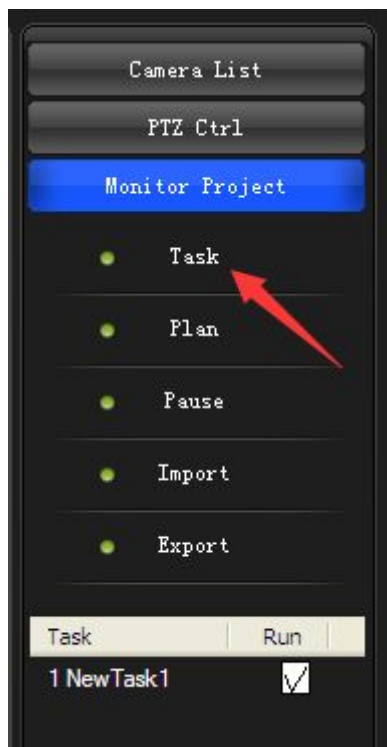 Camera List
PTZ Ctrl
Monitor Project
Task
Plan
Pause
Import
Export
Task Run
1 NewTask1